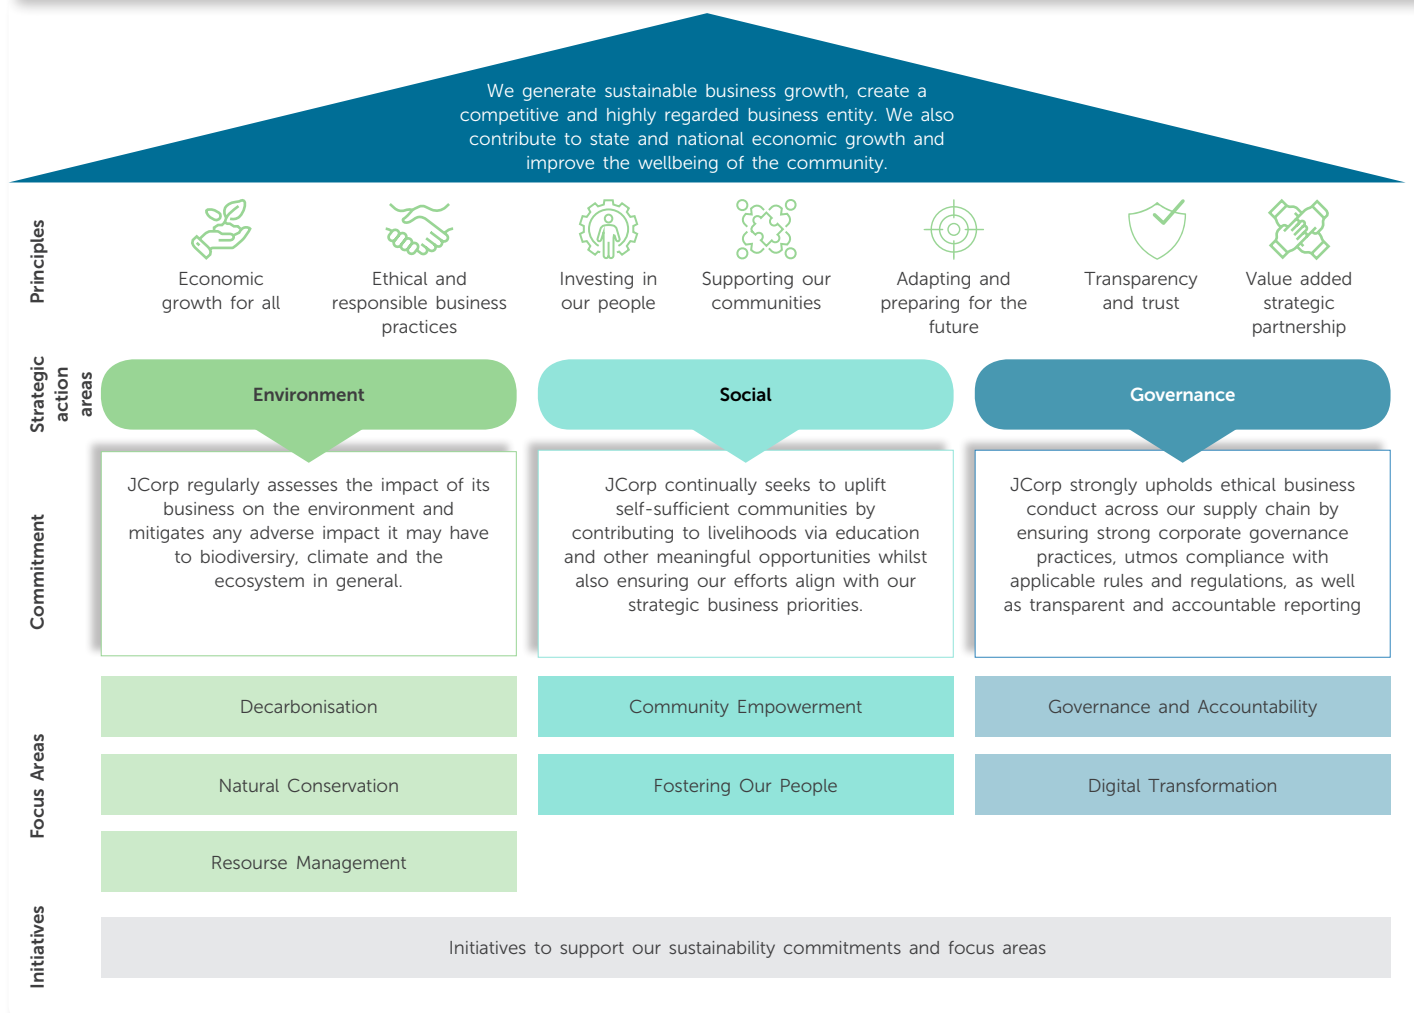 We generate sustainable business growth, create a
competitive and highly regarded business entity. We also
contribute to state and national economic growth and
improve the wellbeing of the community.
Principles
Economic
growth for all
Ethical and
responsible business
practices
Investing in
our people
Supporting our
communities
Adapting and
preparing for the
future
Transparency
and trust
Value added
strategic
partnership
Strategic
action
areas
Environment
Social
Governance
Commitment
JCorp regularly assesses the impact of its
business on the environment and
mitigates any adverse impact it may have
to biodiversiry, climate and the
ecosystem in general.
JCorp continually seeks to uplift
self-sufficient communities by
contributing to livelihoods via education
and other meaningful opportunities whilst
also ensuring our efforts align with our
strategic business priorities.
JCorp strongly upholds ethical business
conduct across our supply chain by
ensuring strong corporate governance
practices, utmos compliance with
applicable rules and regulations, as well
as transparent and accountable reporting
Focus Areas
Decarbonisation
Community Empowerment
Governance and Accountability
Natural Conservation
Fostering Our People
Digital Transformation
Resourse Management
Initiatives
Initiatives to support our sustainability commitments and focus areas